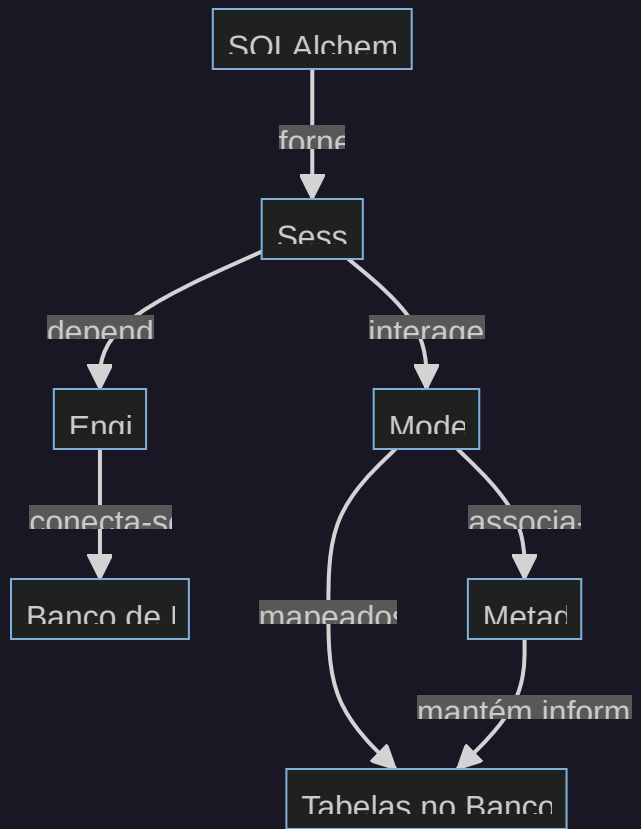 SQLAlchem
forne
Sess
depend
interage
Engi
Mode
conecta-se
associa-
Banco de
mapeados
Metad
mantém inform
Tabelas no Banco